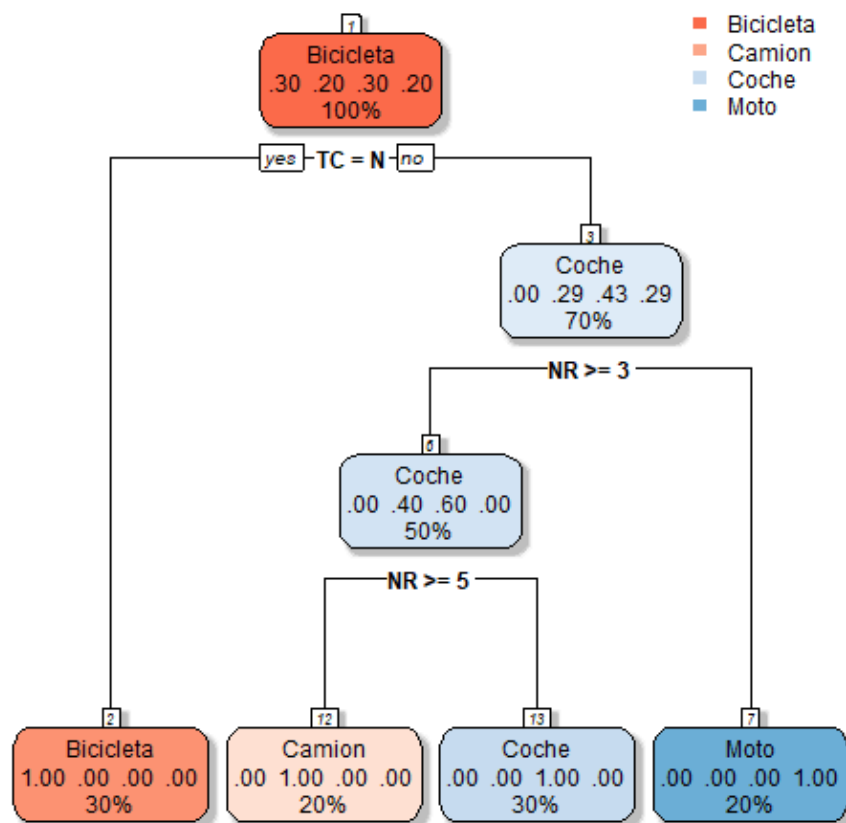 1
Bicicleta
.30 .20 .30 .20
100%
Bicicleta
Camion
Coche
Moto
yes TC = N no
3
Coche
.00 .29 .43 .29
70%
NR >= 3
6
Coche
.00 .40 .60 .00
50%
NR >= 5
2
Bicicleta
1.00 .00 .00 .00
30%
12
Camion
.00 1.00 .00 .00
20%
13
Coche
.00 .00 1.00 .00
30%
7
Moto
.00 .00 .00 1.00
20%